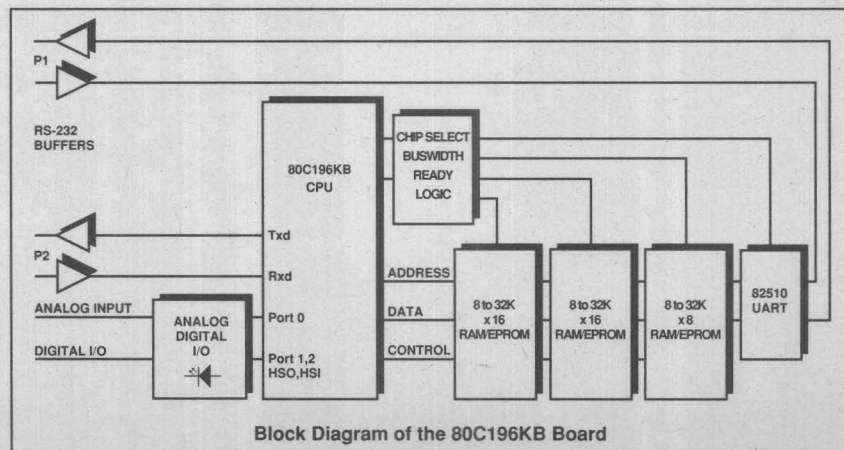 P1
RS-232
BUFFERS
80C196KB
CPU
CHIP SELECT
BUSWIDTH
READY
LOGIC
Txd
P2
Rxd
ANALOG INPUT
ANALOG
DIGITAL
I/O
Port 0
DIGITAL I/O
Port 1,2
HSO,HSI
ADDRESS
DATA
CONTROL
8 to 32K
x 16
RAM/EPROM
8 to 32K
x 16
RAM/EPROM
8 to 32K
x 8
RAM/EPROM
82510
UART
Block Diagram of the 80C196KB Board